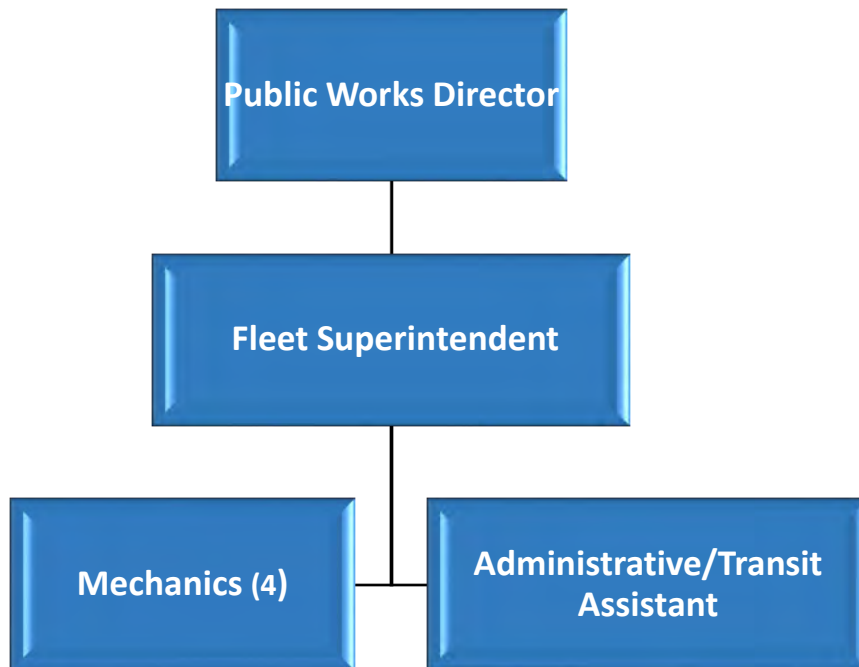 Public Works Director
Fleet Superintendent
Mechanics (4)
Administrative/Transit
Assistant